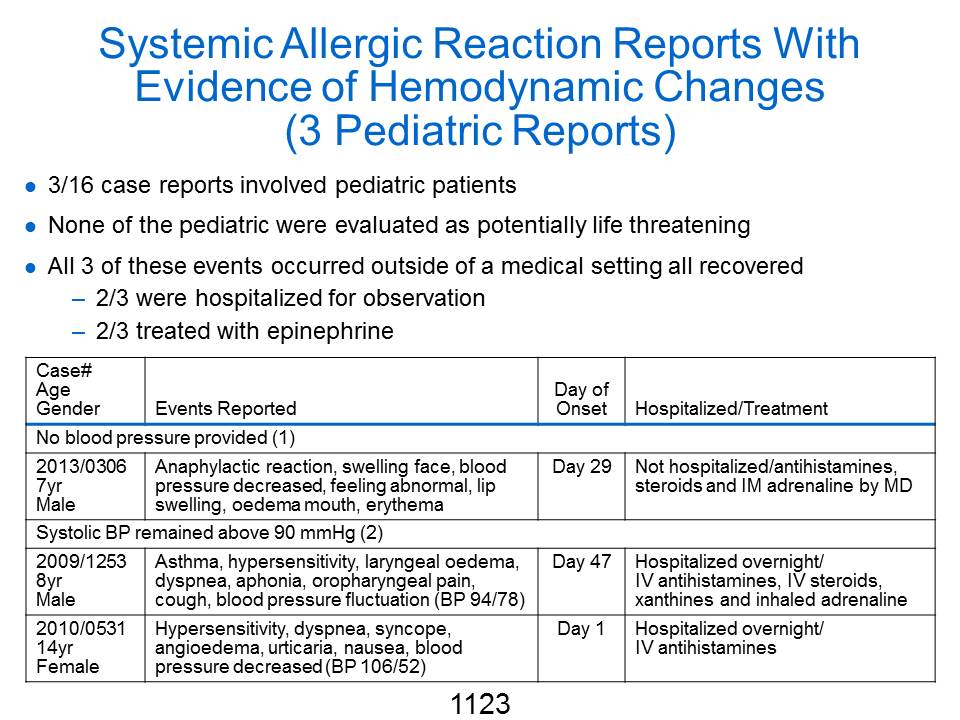 Systemic Allergic Reaction Reports With
Evidence of Hemodynamic Changes
(3 Pediatric Reports)
● 3/16 case reports involved pediatric patients
● None of the pediatric were evaluated as potentially life threatening
● All 3 of these events occurred outside of a medical setting all recovered
– 2/3 were hospitalized for observation
– 2/3 treated with epinephrine
Case#
Age
Gender
Events Reported
Day of
Onset
Hospitalized/Treatment
No blood pressure provided (1)
2013/0306
7yr
Male
Anaphylactic reaction, swelling face, blood
pressure decreased, feeling abnormal, lip
swelling, oedema mouth, erythema
Day 29
Not hospitalized/antihistamines,
steroids and IM adrenaline by MD
Systolic BP remained above 90 mmHg (2)
2009/1253
8yr
Male
Asthma, hypersensitivity, laryngeal oedema,
dyspnea, aphonia, oropharyngeal pain,
cough, blood pressure fluctuation (BP 94/78)
Day 47
Hospitalized overnight/
IV antihistamines, IV steroids,
xanthines and inhaled adrenaline
2010/0531
14yr
Female
Hypersensitivity, dyspnea, syncope,
angioedema, urticaria, nausea, blood
pressure decreased (BP 106/52)
Day 1
Hospitalized overnight/
IV antihistamines
1123